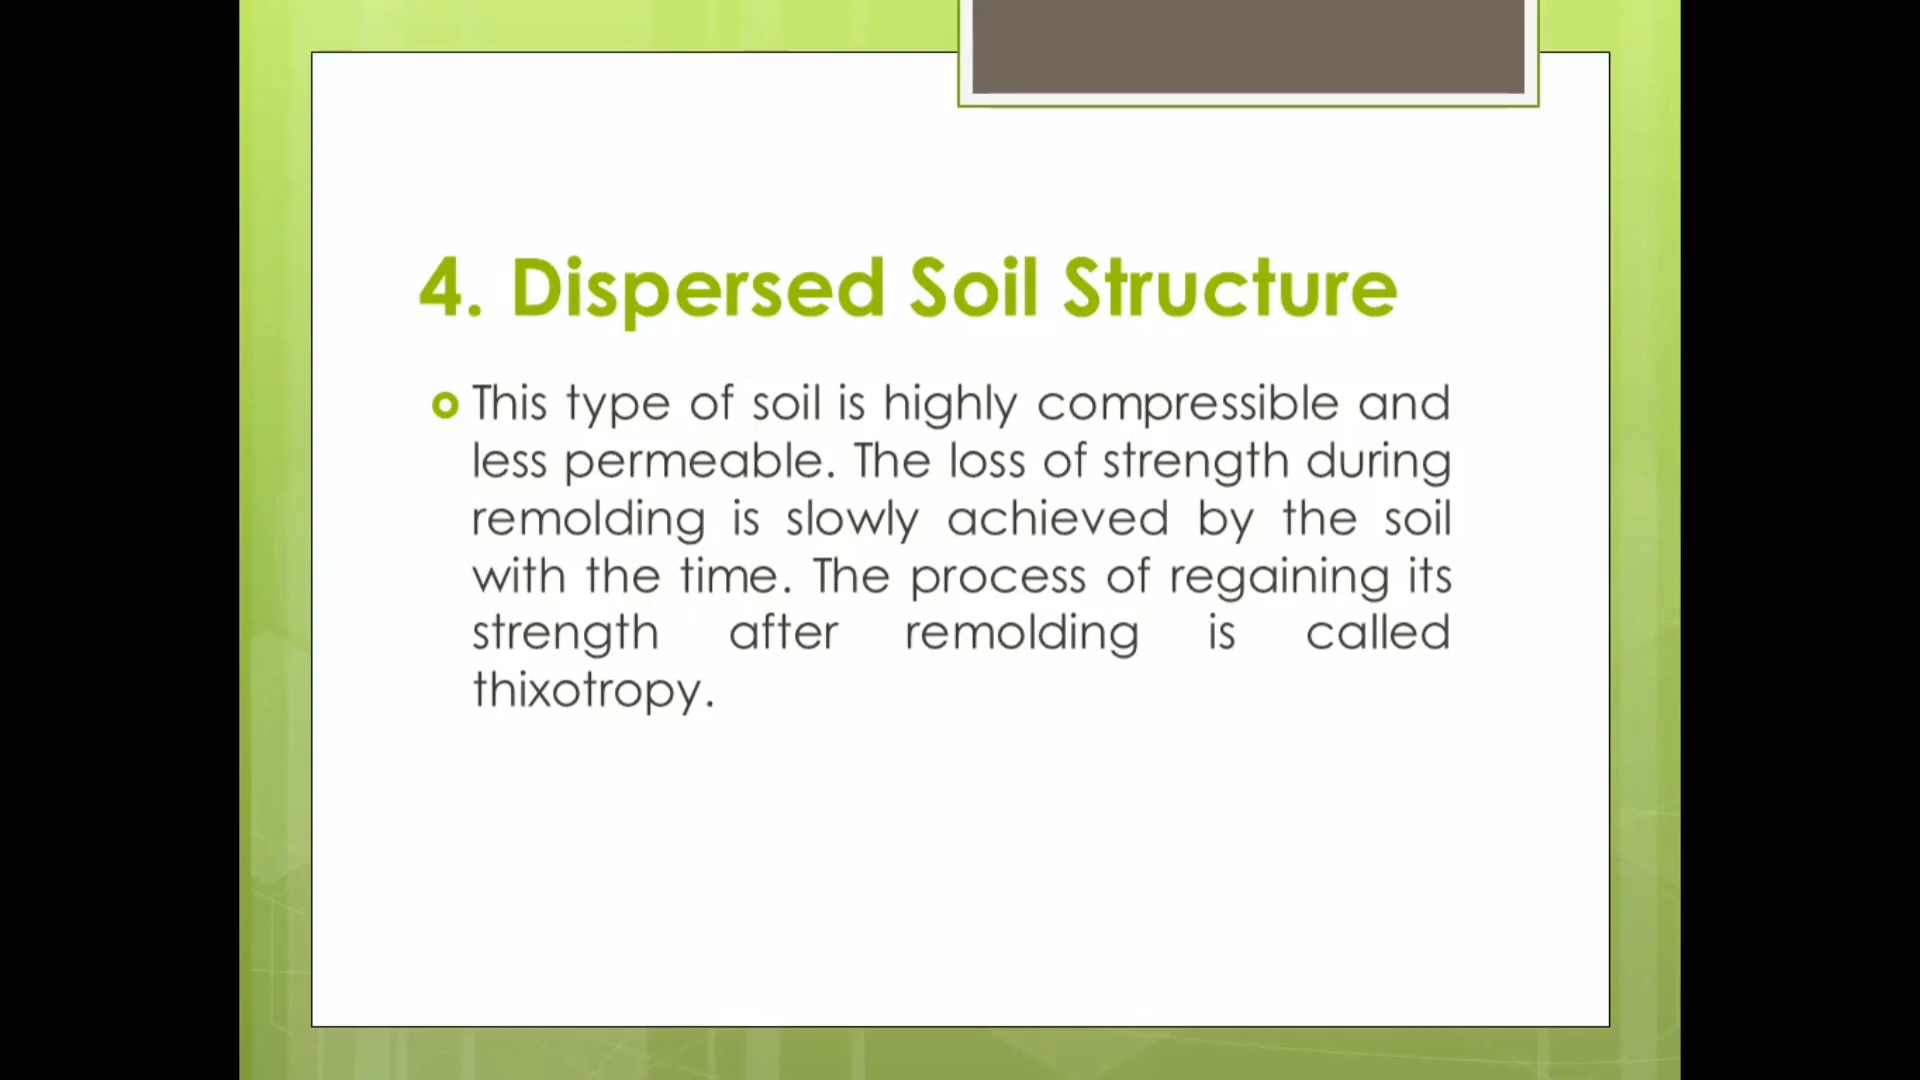 4. Dispersed Soil Structure
This type of soil is highly compressible and
less permeable. The loss of strength during
remolding is slowly achieved by the soil
with the time. The process of regaining its
strength after remolding is called
thixotropy.